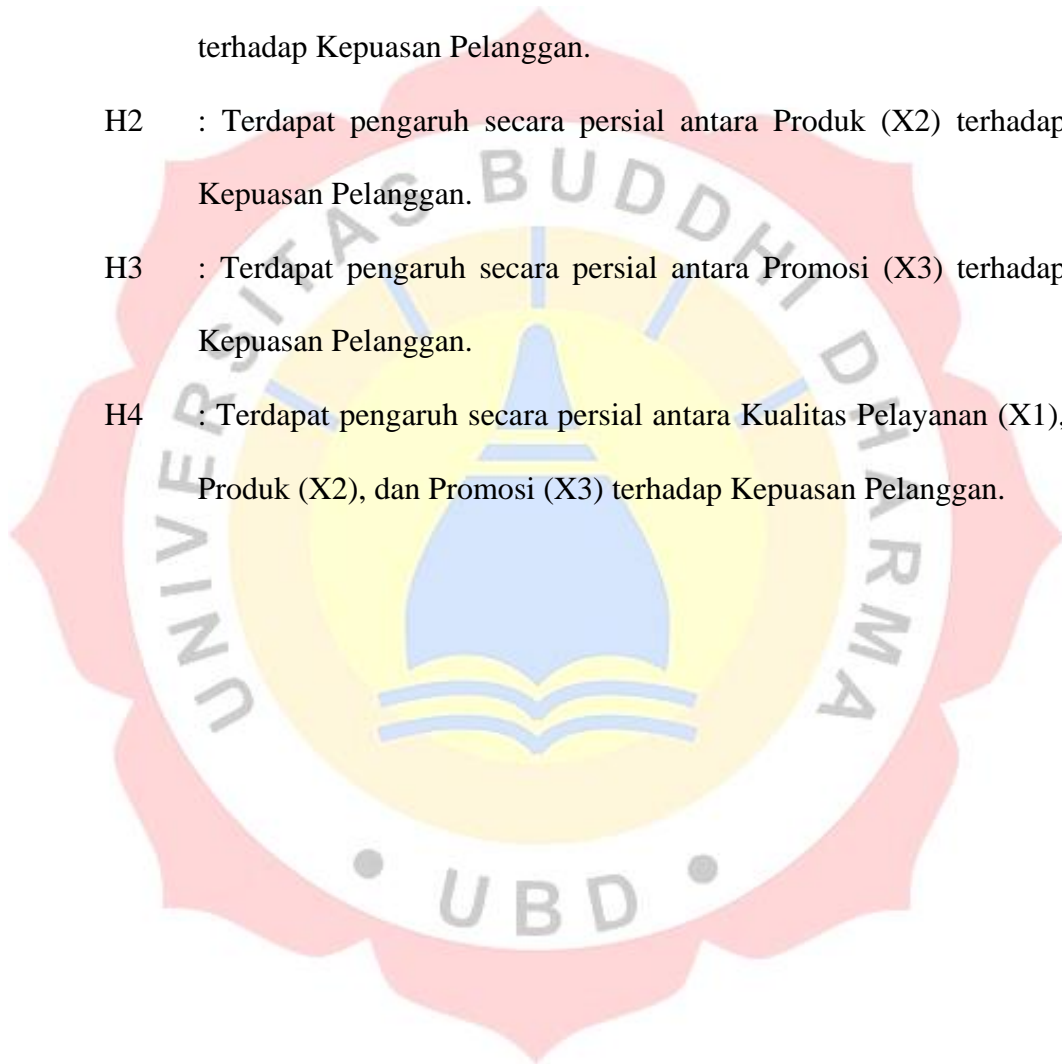 terhadap Kepuasan Pelanggan.
H2 : Terdapat pengaruh secara persial antara Produk (X2) terhadap
Kepuasan Pelanggan.
H3 : Terdapat pengaruh secara persial antara Promosi (X3) terhadap
Kepuasan Pelanggan.
H4 : Terdapat pengaruh secara persial antara Kualitas Pelayanan (X1),
Produk (X2), dan Promosi (X3) terhadap Kepuasan Pelanggan.
UNIVERSITAS BUDDHI DHARMA
• UBD •